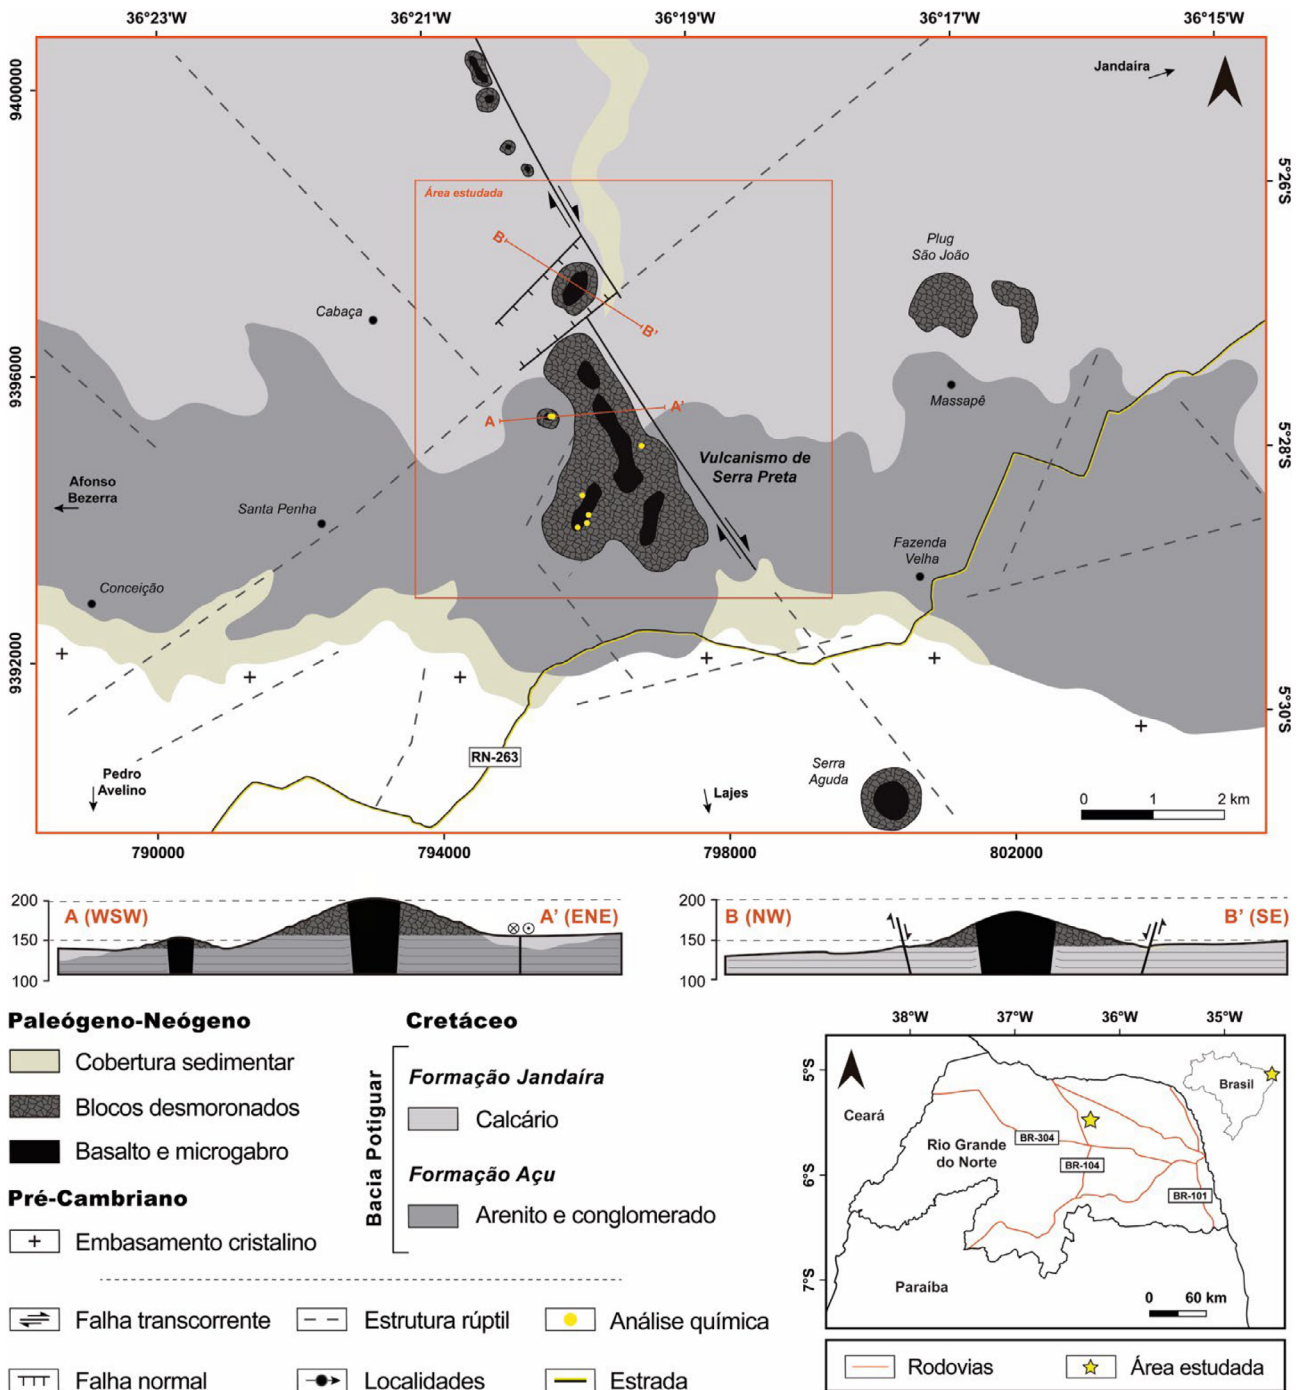 36°23'W 36°21'W 36°19'W 36°17'W 36°15'W
9400000
9396000
9392000
5°26'S
5°28'S
5°30'S
Jandaíra
Área estudada
B
B'
Plug
São João
Cabaça
Massapê
A
A'
Vulcanismo de
Serra Preta
Afonso
Bezerra
Santa Penha
Fazenda
Velha
Conceição
RN-263
Pedro
Avelino
Lajes
Serra
Aguda
0 1 2 km
790000 794000 798000 802000
200
150
100
A (WSW) A' (ENE)
200
150
100
B (NW) B' (SE)
Paleógeno-Neógeno
Cobertura sedimentar
Blocos desmoronados
Basalto e microgabro
Pré-Cambriano
Embasamento cristalino
Cretáceo
Bacia Potiguar
Formação Jandaíra
Calcário
Formação Açu
Arenito e conglomerado
Falha transcorrente
Estrutura rúptil
Análise química
Falha normal
Localidades
Estrada
38°W 37°W 36°W 35°W
5°S
6°S
7°S
Brasil
Ceará
Rio Grande
do Norte
BR-304
BR-104
BR-101
Paraíba
0 60 km
Rodovias
Área estudada